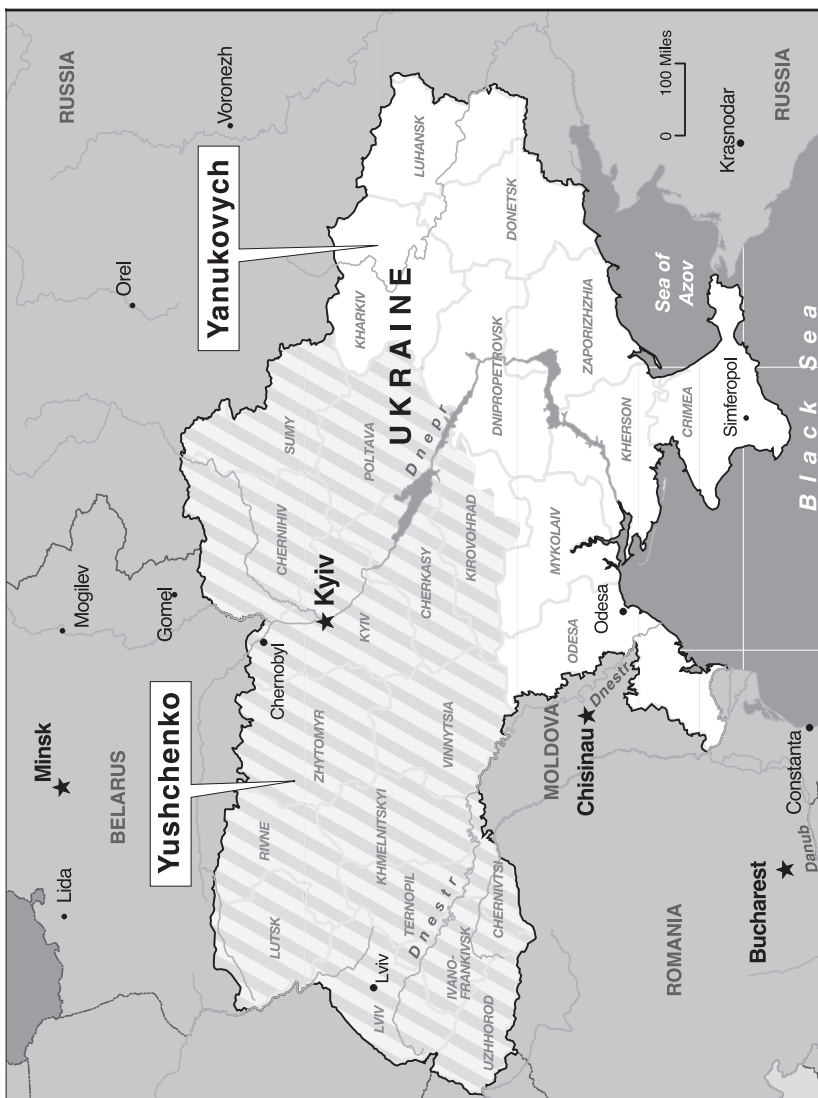 RUSSIA
Voronezh
Orel
Mogilev
Gomel
Minsk
BELARUS
Lida
Yanukovych
Yushchenko
LUHANSK
KHARKIV
UKRAINE
DONETSK
SUMY
POLTAVA
Dnepr
DNIPROPETROVSK
ZAPORIZHZHIA
CHERNIHIV
Kyiv
KYIV
CHERKASY
KIROVOHRAD
Chernobyl
ZHYTOMYR
VINNYTSIA
RIVNE
KHMELNITSKYI
LUTSK
TERNOPIL
Dnestr
Lviv
LVIV
IVANO-
FRANKIVSK
CHERNIVTSI
UZHHOROD
MYKOLAIV
KHERSON
CRIMEA
Simferopol
ODESA
Odesa
MOLDOVA
Chisinau
Dnestr
ROMANIA
Bucharest
Constanta
Danub
Sea of
Azov
Black Sea
Krasnodar
RUSSIA
0 100 Miles